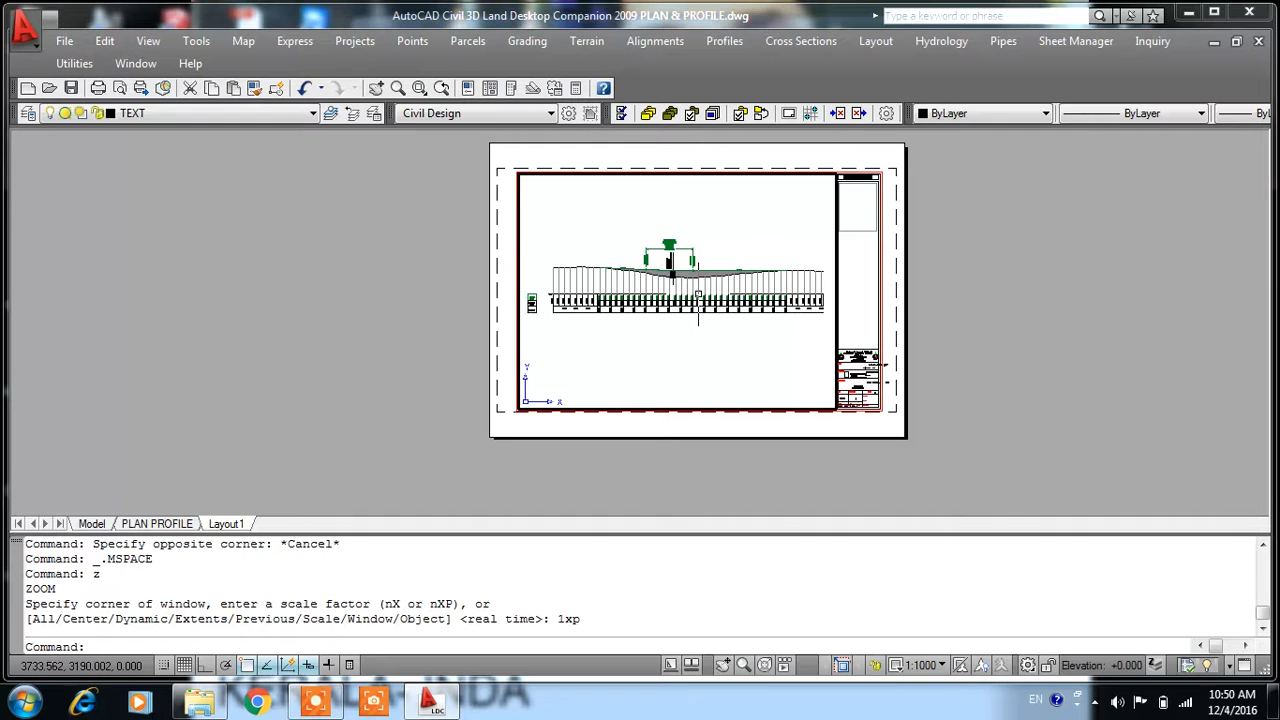 AutoCAD Civil 3D Land Desktop Companion 2009 PLAN & PROFILE.dwg
Type a keyword or phrase
File Edit View Tools Map Express Projects Points Parcels Grading Terrain Alignments Profiles Cross Sections Layout Hydrology Pipes Sheet Manager Inquiry
Utilities Window Help
TEXT
Civil Design
ByLayer
ByLayer
Y
X
Model
PLAN PROFILE
Layout1
Command: Specify opposite corner: *Cancel*
Command: _.MSPACE
Command: z
ZOOM
Specify corner of window, enter a scale factor (nX or nXP), or
[All/Center/Dynamic/Extents/Previous/Scale/Window/Object] <real time>: 1xp
Command:
3733.562, 3190.002, 0.000
1:1000
Elevation: +0.000
LDC
EN
10:50 AM
12/4/2016